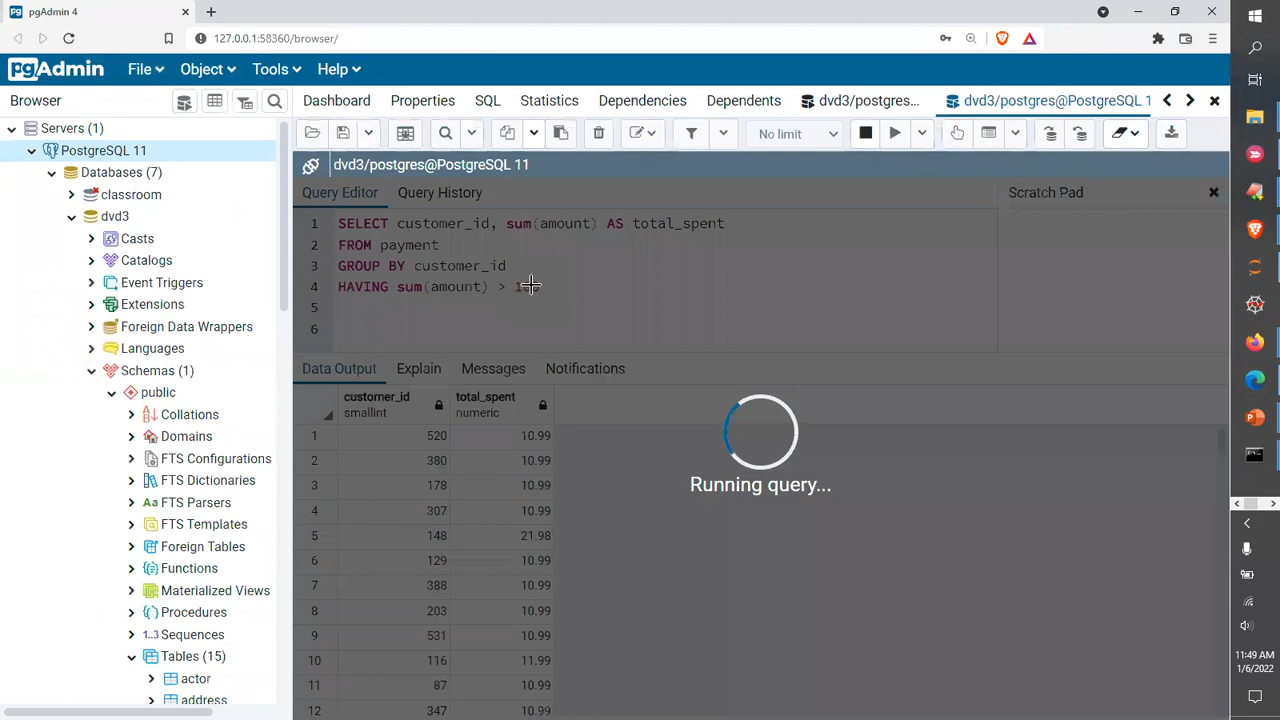 pgAdmin 4
127.0.0.1:58360/browser/
pgAdmin File Object Tools Help
Browser
Dashboard Properties SQL Statistics Dependencies Dependents dvd3/postgres... dvd3/postgres@PostgreSQL 1
No limit
Servers (1)
PostgreSQL 11
Databases (7)
classroom
dvd3
Casts
Catalogs
Event Triggers
Extensions
Foreign Data Wrappers
Languages
Schemas (1)
public
Collations
Domains
FTS Configurations
FTS Dictionaries
Aa FTS Parsers
FTS Templates
Foreign Tables
Functions
Materialized Views
Procedures
1..3 Sequences
Tables (15)
actor
address
dvd3/postgres@PostgreSQL 11
Query Editor Query History
Scratch Pad
1 SELECT customer_id, sum(amount) AS total_spent
2 FROM payment
3 GROUP BY customer_id
4 HAVING sum(amount) >
5
6
Data Output Explain Messages Notifications
customer_id total_spent
smallint numeric
1 520 10.99
2 380 10.99
3 178 10.99
4 307 10.99
5 148 21.98
6 129 10.99
7 388 10.99
8 203 10.99
9 531 10.99
10 116 11.99
11 87 10.99
12 347 10.99
Running query...
11:49 AM
1/6/2022